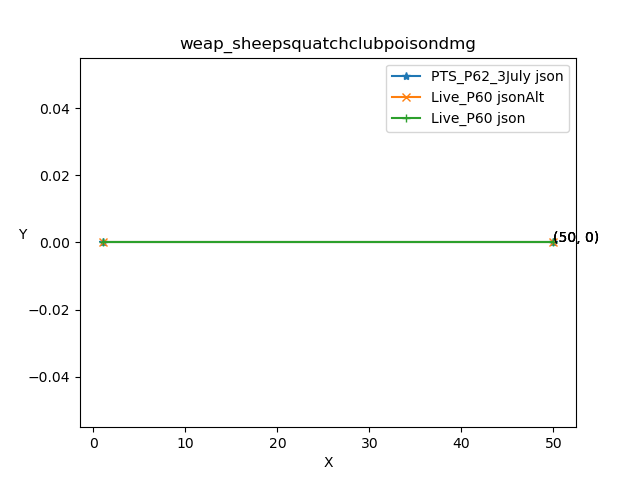 weap_sheepsquatchclubpoisondmg
PTS_P62_3July json
Live_P60 jsonAlt
Live_P60 json
0.04
0.02
0.00
−0.02
−0.04
Y
(50, 0)
0 10 20 30 40 50
X